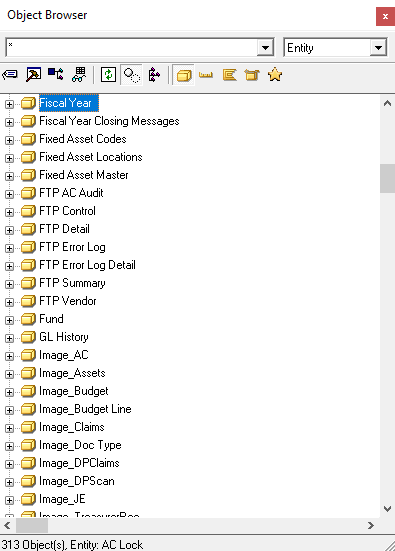 Object Browser
x
*
Entity
Fiscal Year
Fiscal Year Closing Messages
Fixed Asset Codes
Fixed Asset Locations
Fixed Asset Master
FTP AC Audit
FTP Control
FTP Detail
FTP Error Log
FTP Error Log Detail
FTP Summary
FTP Vendor
Fund
GL History
Image_AC
Image_Assets
Image_Budget
Image_Budget Line
Image_Claims
Image_Doc Type
Image_DPClaims
Image_DPScan
Image_JE
313 Object(s), Entity: AC Lock